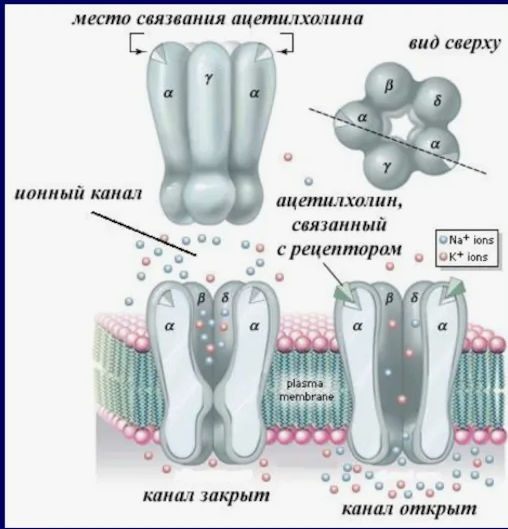 место связвания ацетилхолина
вид сверху
α
γ
α
β
δ
α
α
γ
ионный канал
ацетилхолин,
связанный
с рецептором
Na+ ions
K+ ions
β δ
α
α
β δ
α
α
plasma
membrane
канал закрыт
канал открыт